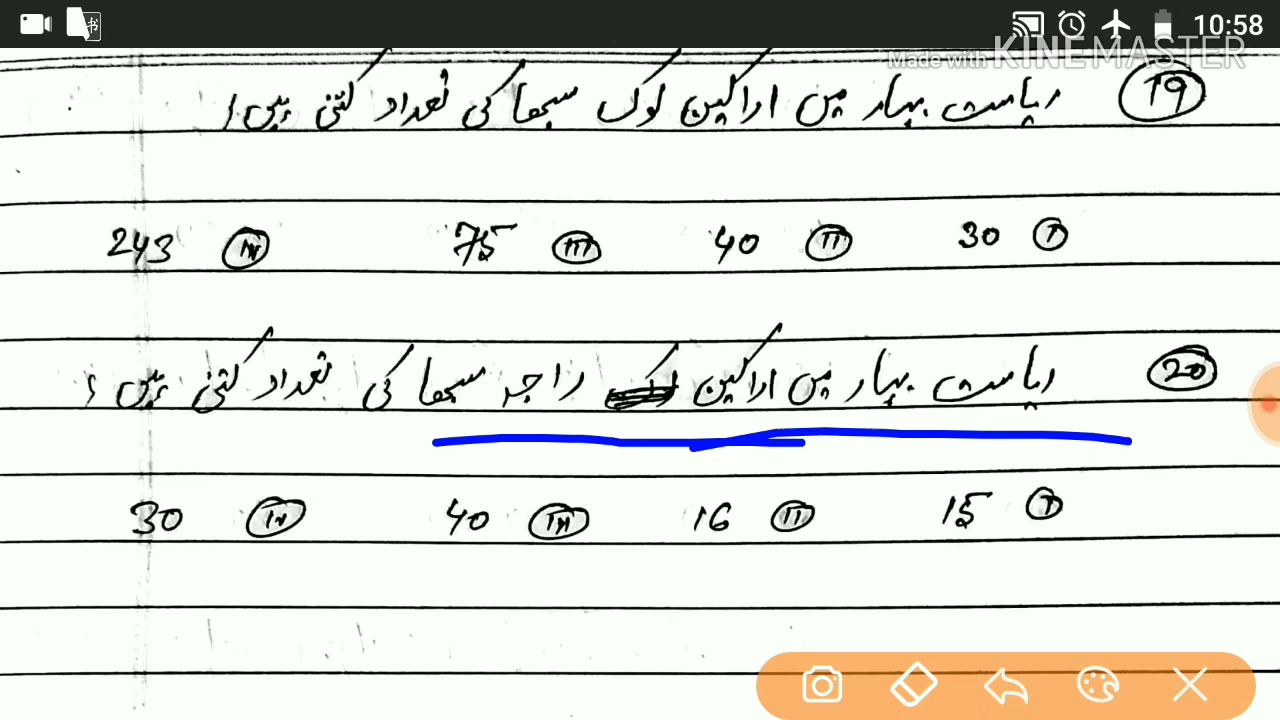 10:58
Made with KINEMASTER
19 ریاست بہار میں اراکین لوک سبھا کی تعداد کتنی ہیں؟
I 30 II 40 III 75 IV 243
20 ریاست بہار میں اراکین راجیہ سبھا کی تعداد کتنی ہیں؟
I 15 II 16 III 40 IV 30